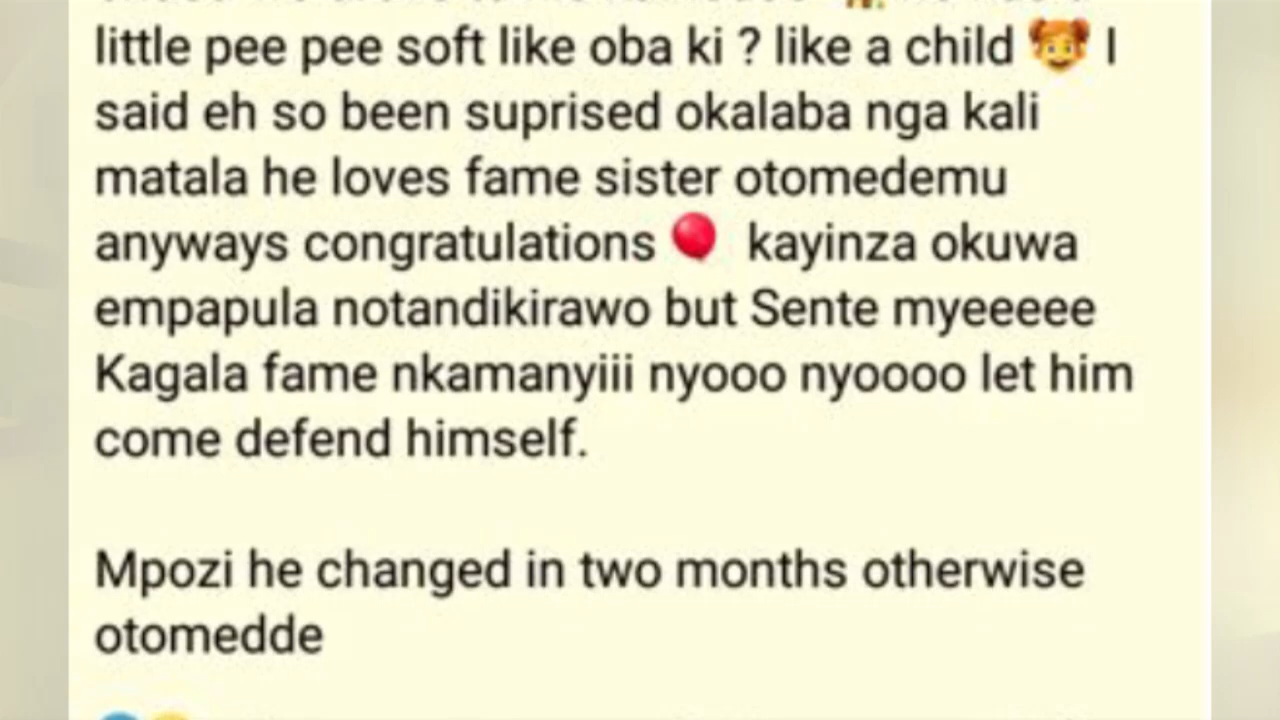 little pee pee soft like oba ki ? like a child 👧 I
said eh so been suprised okalaba nga kali
matala he loves fame sister otomedemu
anyways congratulations 🎈 kayinza okuwa
empapula notandikirawo but Sente myeeeee
Kagala fame nkamanyiii nyooo nyoooo let him
come defend himself.
Mpozi he changed in two months otherwise
otomedde